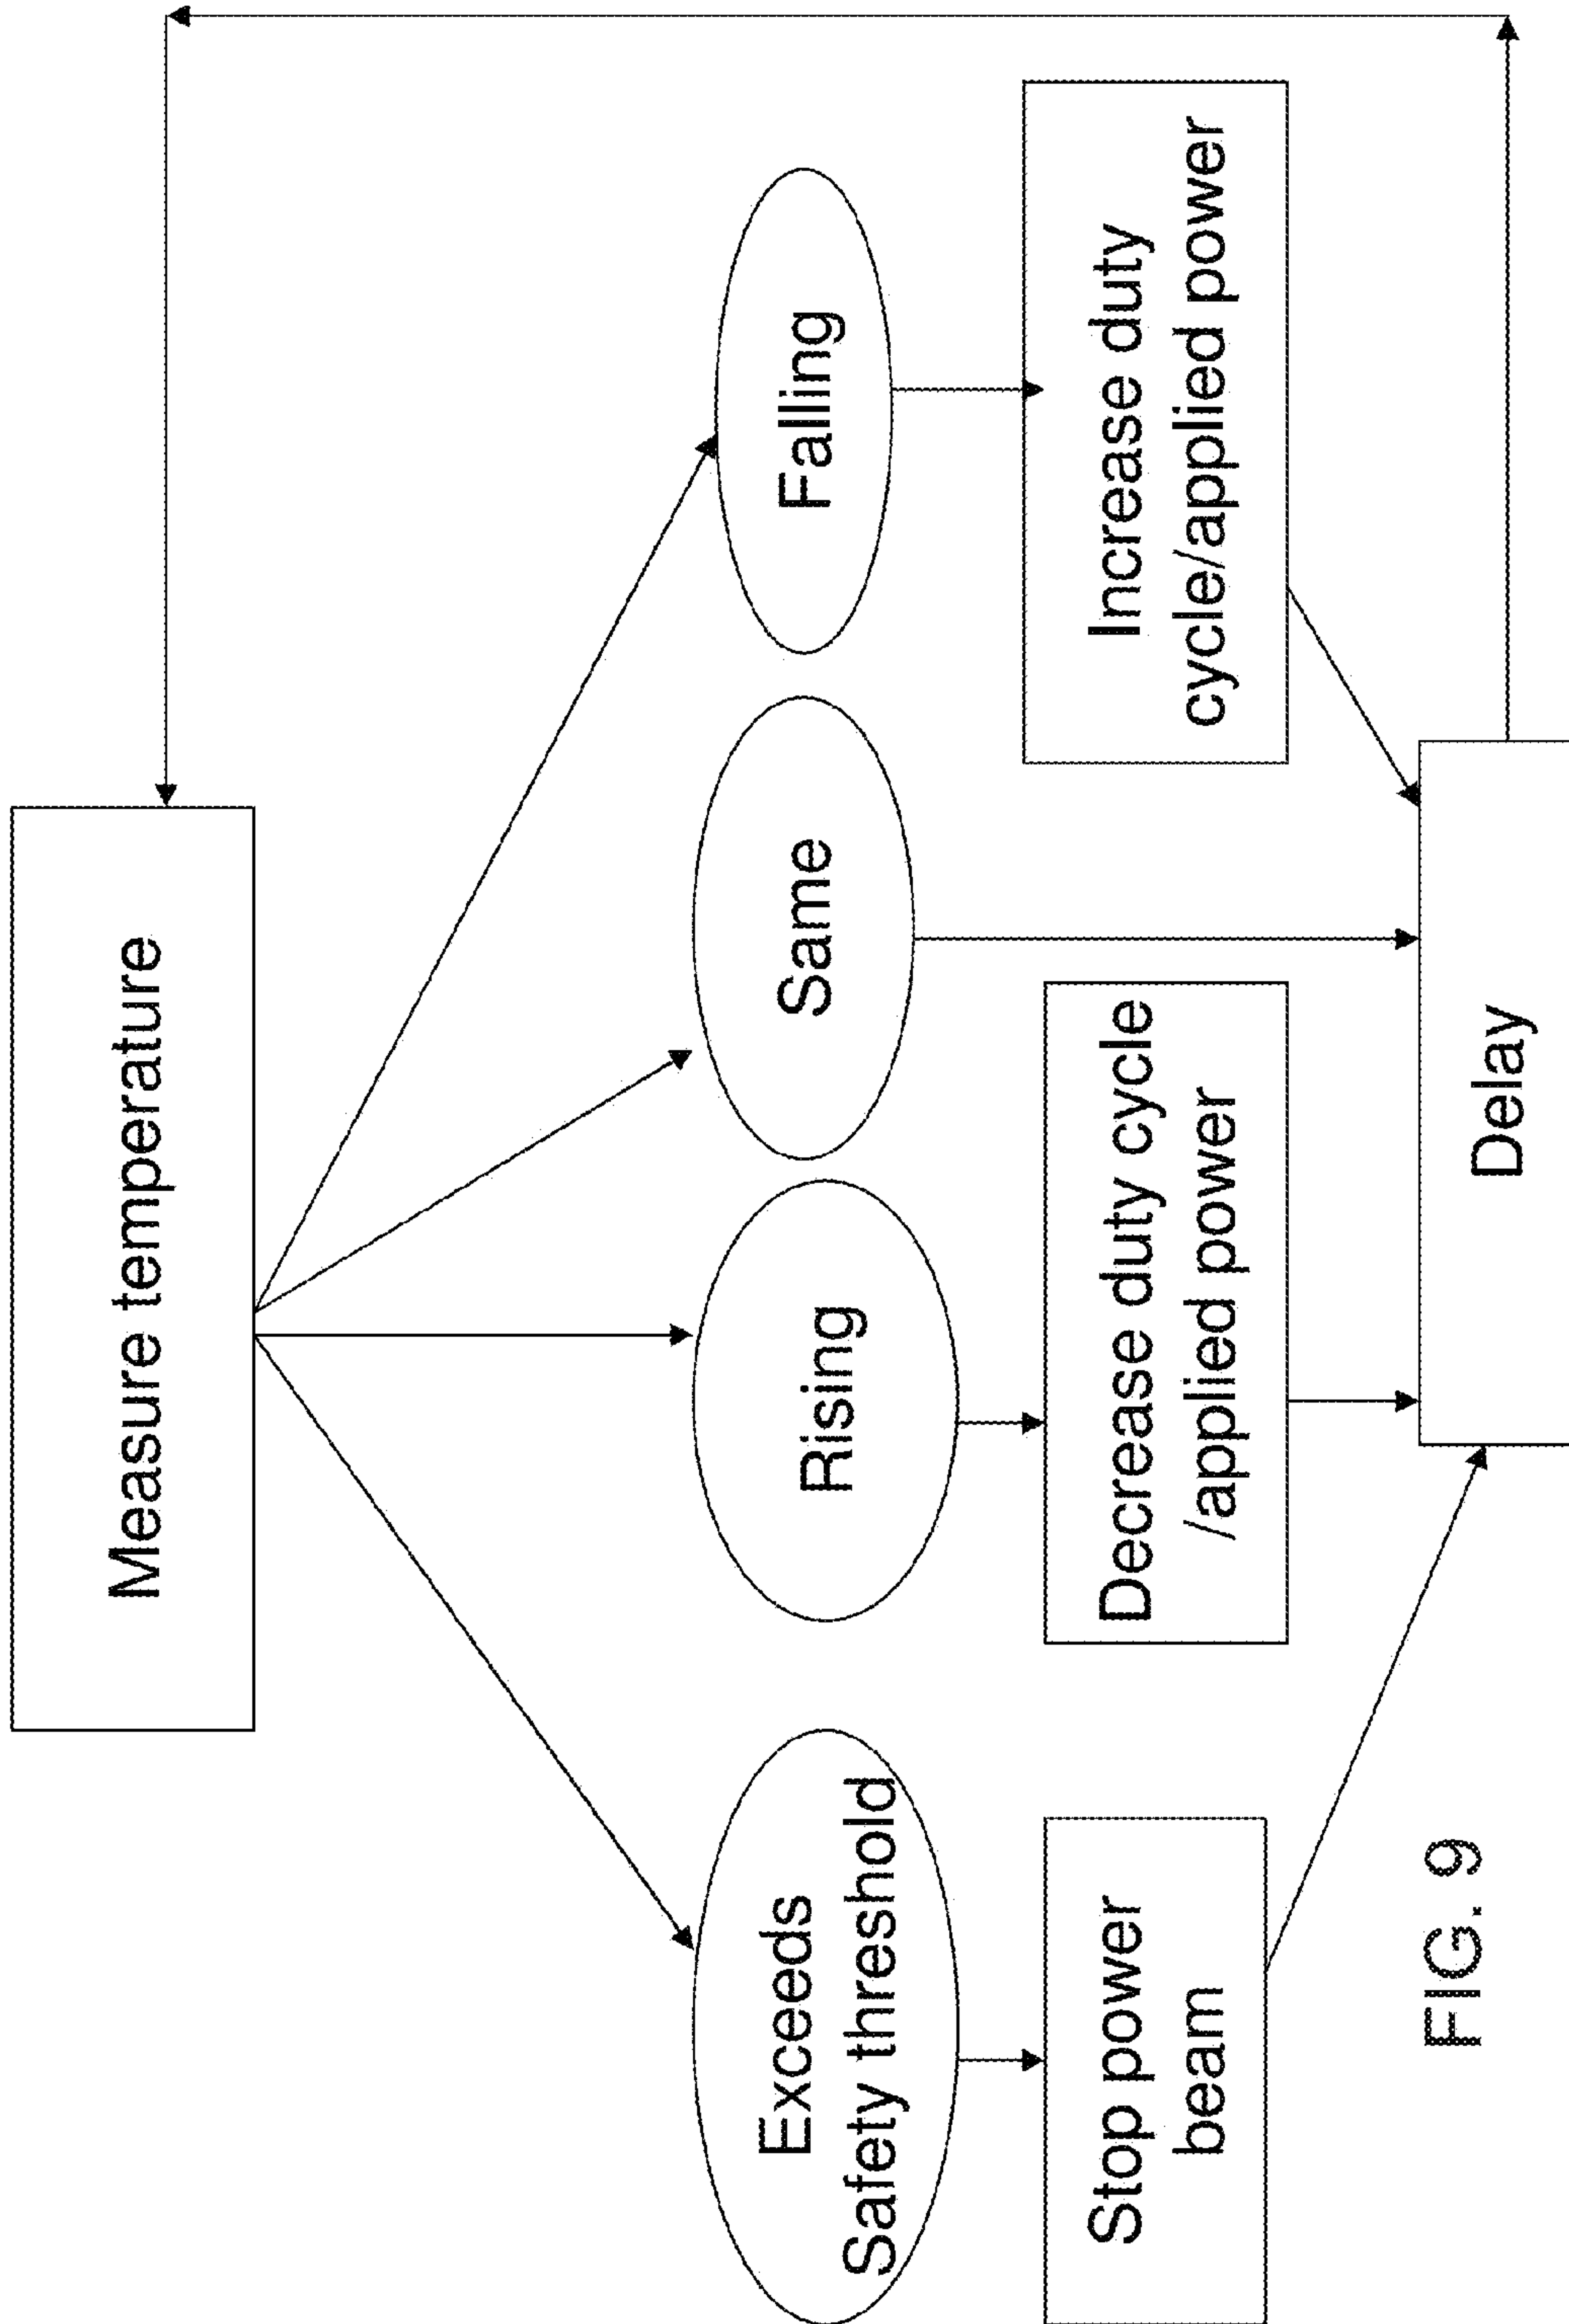 Measure temperature
Exceeds
Safety threshold
Rising
Same
Falling
Stop power
beam
Decrease duty cycle
/applied power
Increase duty
cycle/applied power
Delay
FIG. 9